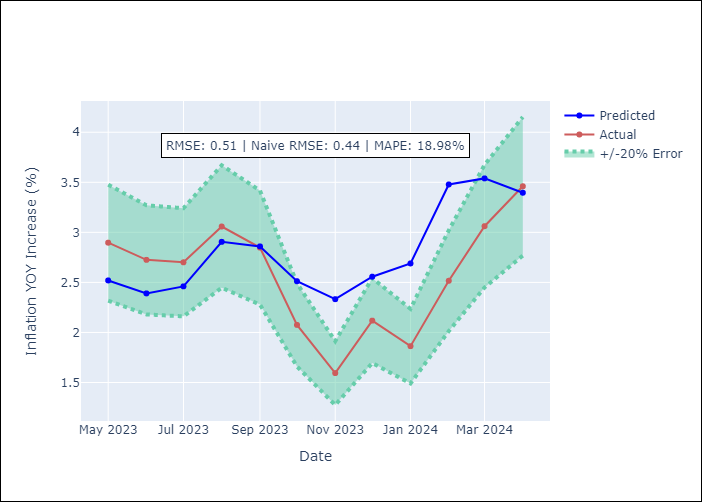 RMSE: 0.51 | Naive RMSE: 0.44 | MAPE: 18.98%
Predicted
Actual
+/-20% Error
4
3.5
3
2.5
2
1.5
Inflation YOY Increase (%)
May 2023
Jul 2023
Sep 2023
Nov 2023
Jan 2024
Mar 2024
Date